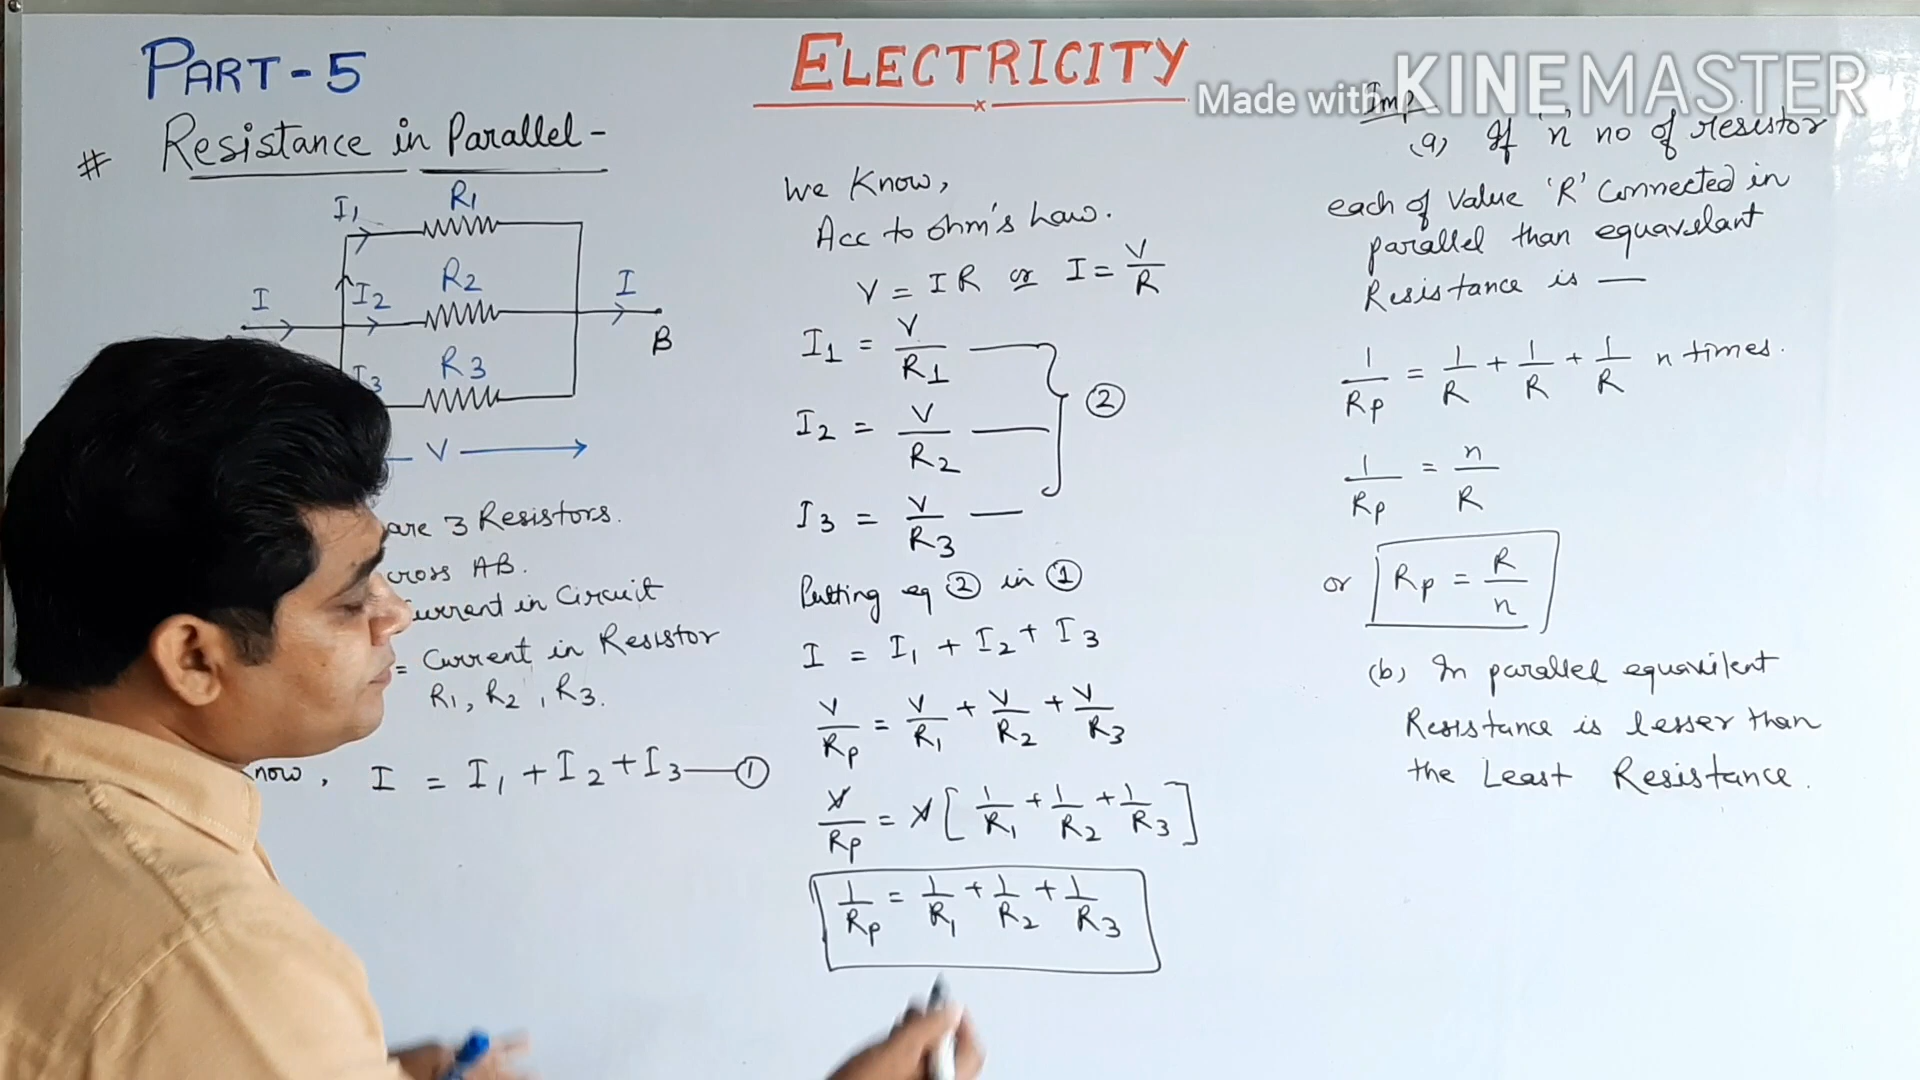 PART-5
ELECTRICITY
Made with KINEMASTER
# Resistance in Parallel -
I1 R1
I2 R2
I I
I3 R3
B
V
are 3 Resistors.
cross AB.
Current in Circuit
= Current in Resistor
R1, R2, R3.
now, I = I1 + I2 + I3 — ①
We Know,
Acc to ohm's Law.
V = IR or I = V/R
I1 = V/R1
I2 = V/R2 ②
I3 = V/R3
Putting eq ② in ①
I = I1 + I2 + I3
V/Rp = V/R1 + V/R2 + V/R3
V/Rp = V [ 1/R1 + 1/R2 + 1/R3 ]
1/Rp = 1/R1 + 1/R2 + 1/R3
Imp
(a) If 'n' no of resistor
each of value 'R' Connected in
parallel than equavelant
Resistance is —
1/Rp = 1/R + 1/R + 1/R n times.
1/Rp = n/R
or Rp = R/n
(b) In parallel equavilent
Resistance is lesser than
the Least Resistance.